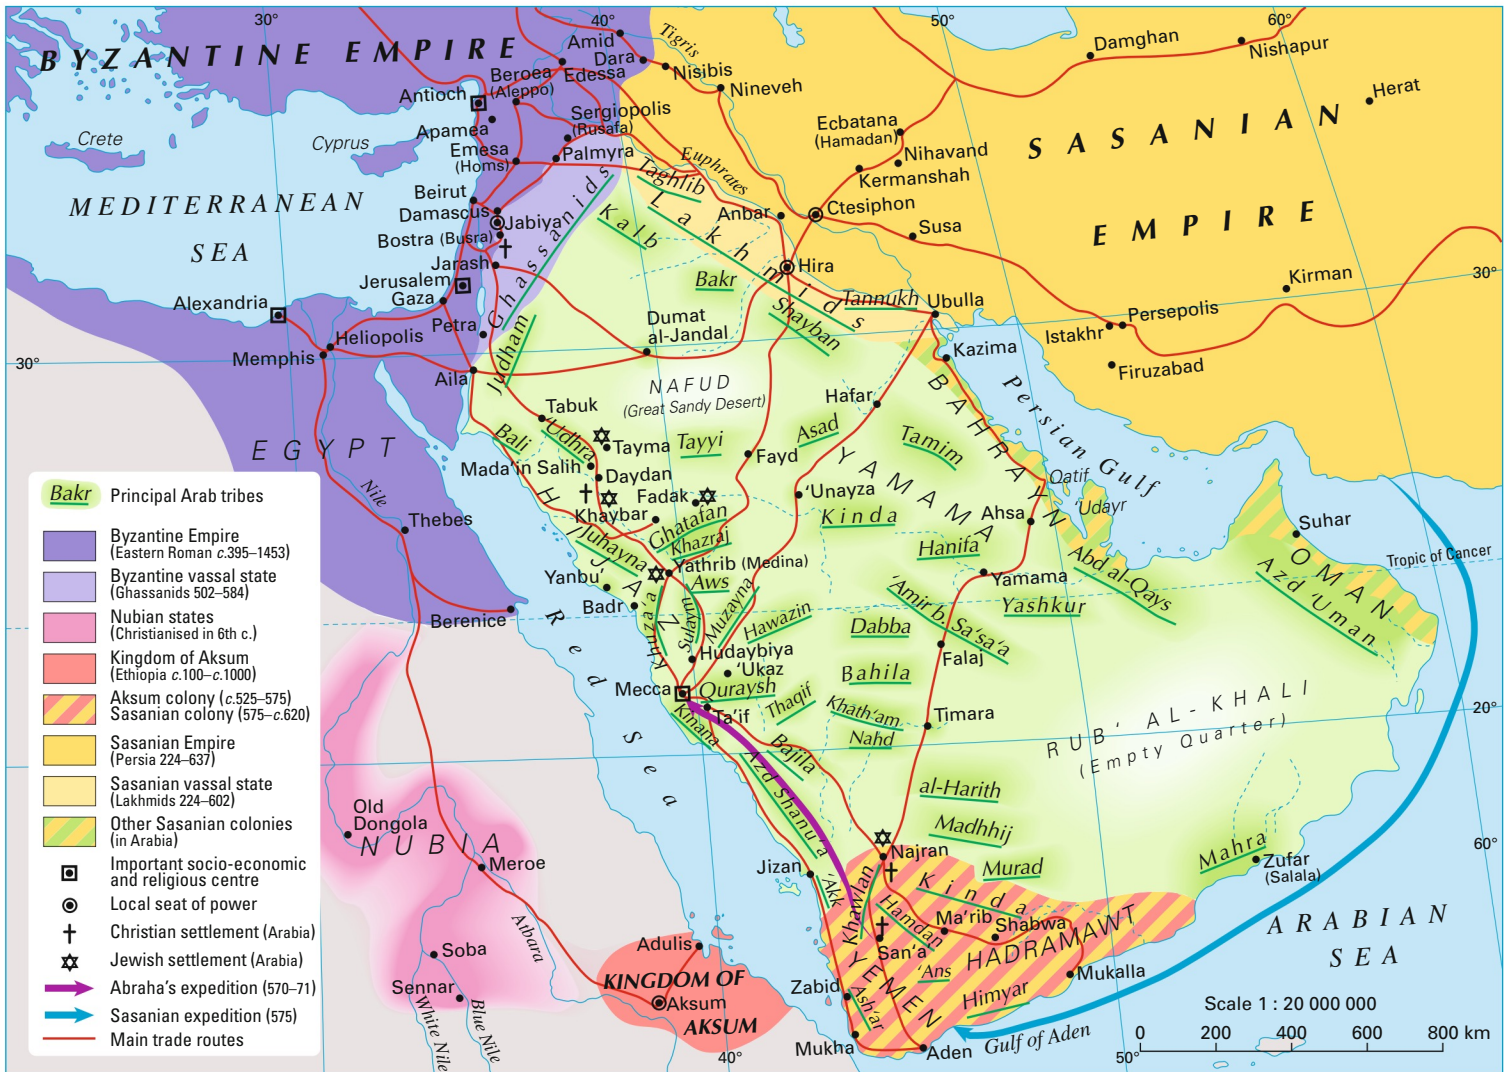 30°
40°
50°
60°
BYZANTINE EMPIRE
Amid
Dara
Tigris
Nisibis
Nineveh
Damghan
Nishapur
Herat
Beroea
(Aleppo)
Edessa
Antioch
Apamea
Sergiopolis
(Rusafa)
Emesa
(Homs)
Palmyra
Crete
Cyprus
MEDITERRANEAN
SEA
Ecbatana
(Hamadan)
Nihavand
Kermanshah
SASANIAN
EMPIRE
Euphrates
Taghlib
Lakhmids
Anbar
Ctesiphon
Susa
Beirut
Damascus
Jabiyah
Bostra (Busra)
Ghassanids
Kalb
Bakr
Hira
Jarash
Jerusalem
Gaza
Alexandria
Kirman
30°
Shayban
Tannukh
Ubulla
Persepolis
Istakhr
Heliopolis
Memphis
Petra
Judham
Dumat
al-Jandal
Kazima
Firuzabad
30°
Aila
NAFUD
(Great Sandy Desert)
Persian Gulf
BAHRAYN
Hafar
Tabuk
'Udhra
Bali
Tayma
Tayyi
Asad
Tamim
EGYPT
Nile
Mada'in Salih
Daydan
Fayd
YAMAMA
Qatif
'Udayr
HIJAZ
Fadak
'Unayza
Khaybar
Ghatafan
Khazraj
Kinda
Ahsa
Suhar
Thebes
Juhayna
Hanifa
Abd al-Qays
OMAN
Azd 'Uman
Tropic of Cancer
Yathrib (Medina)
Aws
Yanbu'
Badr
Yamama
Yashkur
'Amir b. Sa'sa'a
Berenice
Red Sea
Khuza'a
Sulaym
Muzayna
Hawazin
Dabba
Hudaybiya
'Ukaz
Falaj
Mecca
Quraysh
Bahila
Ta'if
Thaqif
Kinana
Khath'am
Nahd
Timara
RUB' AL-KHALI
(Empty Quarter)
20°
Bajila
Azd Shanu'a
al-Harith
Madhhij
Murad
Mahra
Zufar
(Salala)
60°
Old
Dongola
NUBIA
Meroe
Jizan
Najran
'Akk
Khawlan
Kinda
Hamdan
Ma'rib
Shabwa
HADRAMAWT
San'a
'Ans
Mukalla
Himyar
YEMEN
Zabid
Ash'ar
Mukha
Aden
Gulf of Aden
ARABIAN
SEA
Atbara
Soba
Sennar
White Nile
Blue Nile
Adulis
KINGDOM OF
AKSUM
Aksum
40°
50°
Scale 1 : 20 000 000
0 200 400 600 800 km
Bakr Principal Arab tribes
Byzantine Empire
(Eastern Roman c.395–1453)
Byzantine vassal state
(Ghassanids 502–584)
Nubian states
(Christianised in 6th c.)
Kingdom of Aksum
(Ethiopia c.100–c.1000)
Aksum colony (c.525–575)
Sasanian colony (575–c.620)
Sasanian Empire
(Persia 224–637)
Sasanian vassal state
(Lakhmids 224–602)
Other Sasanian colonies
(in Arabia)
Important socio-economic
and religious centre
Local seat of power
Christian settlement (Arabia)
Jewish settlement (Arabia)
Abraha's expedition (570–71)
Sasanian expedition (575)
Main trade routes